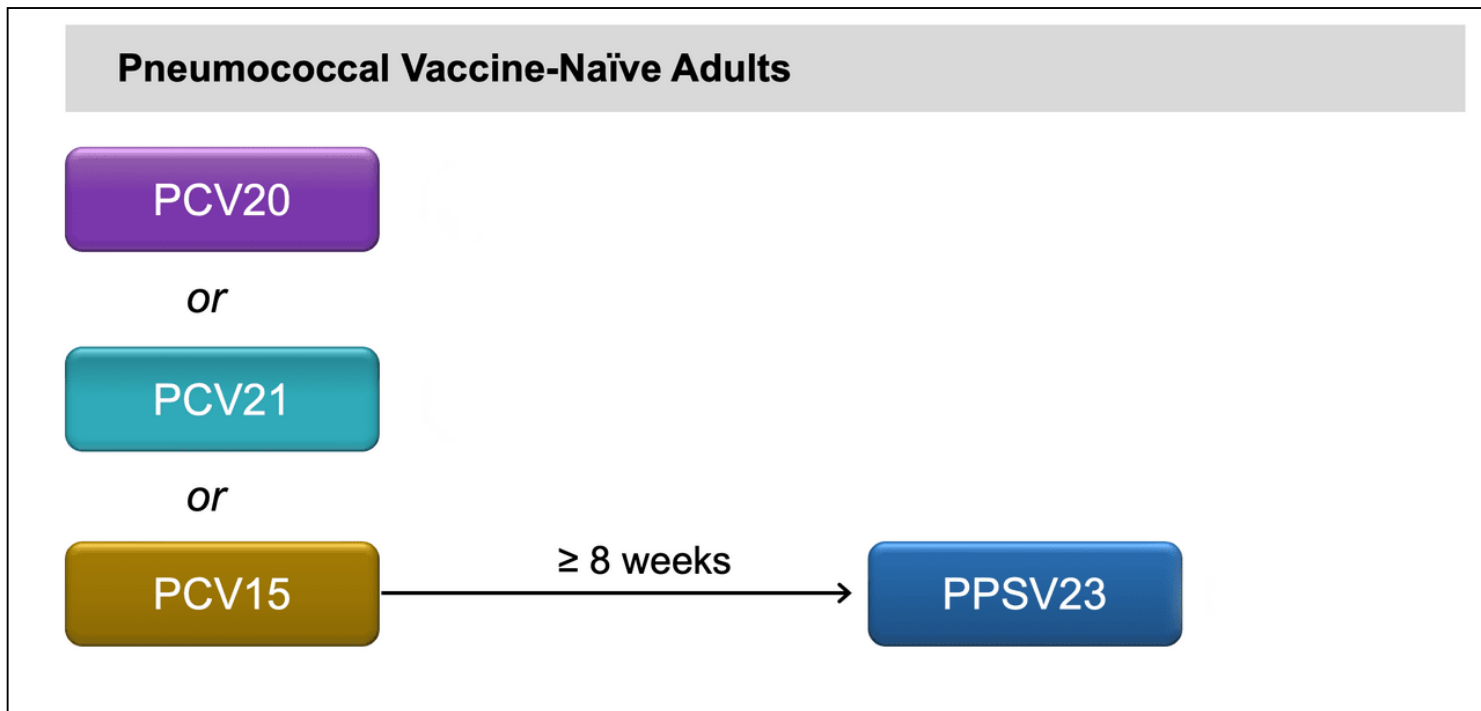 Pneumococcal Vaccine-Naïve Adults
PCV20
or
PCV21
or
≥ 8 weeks
PCV15
PPSV23